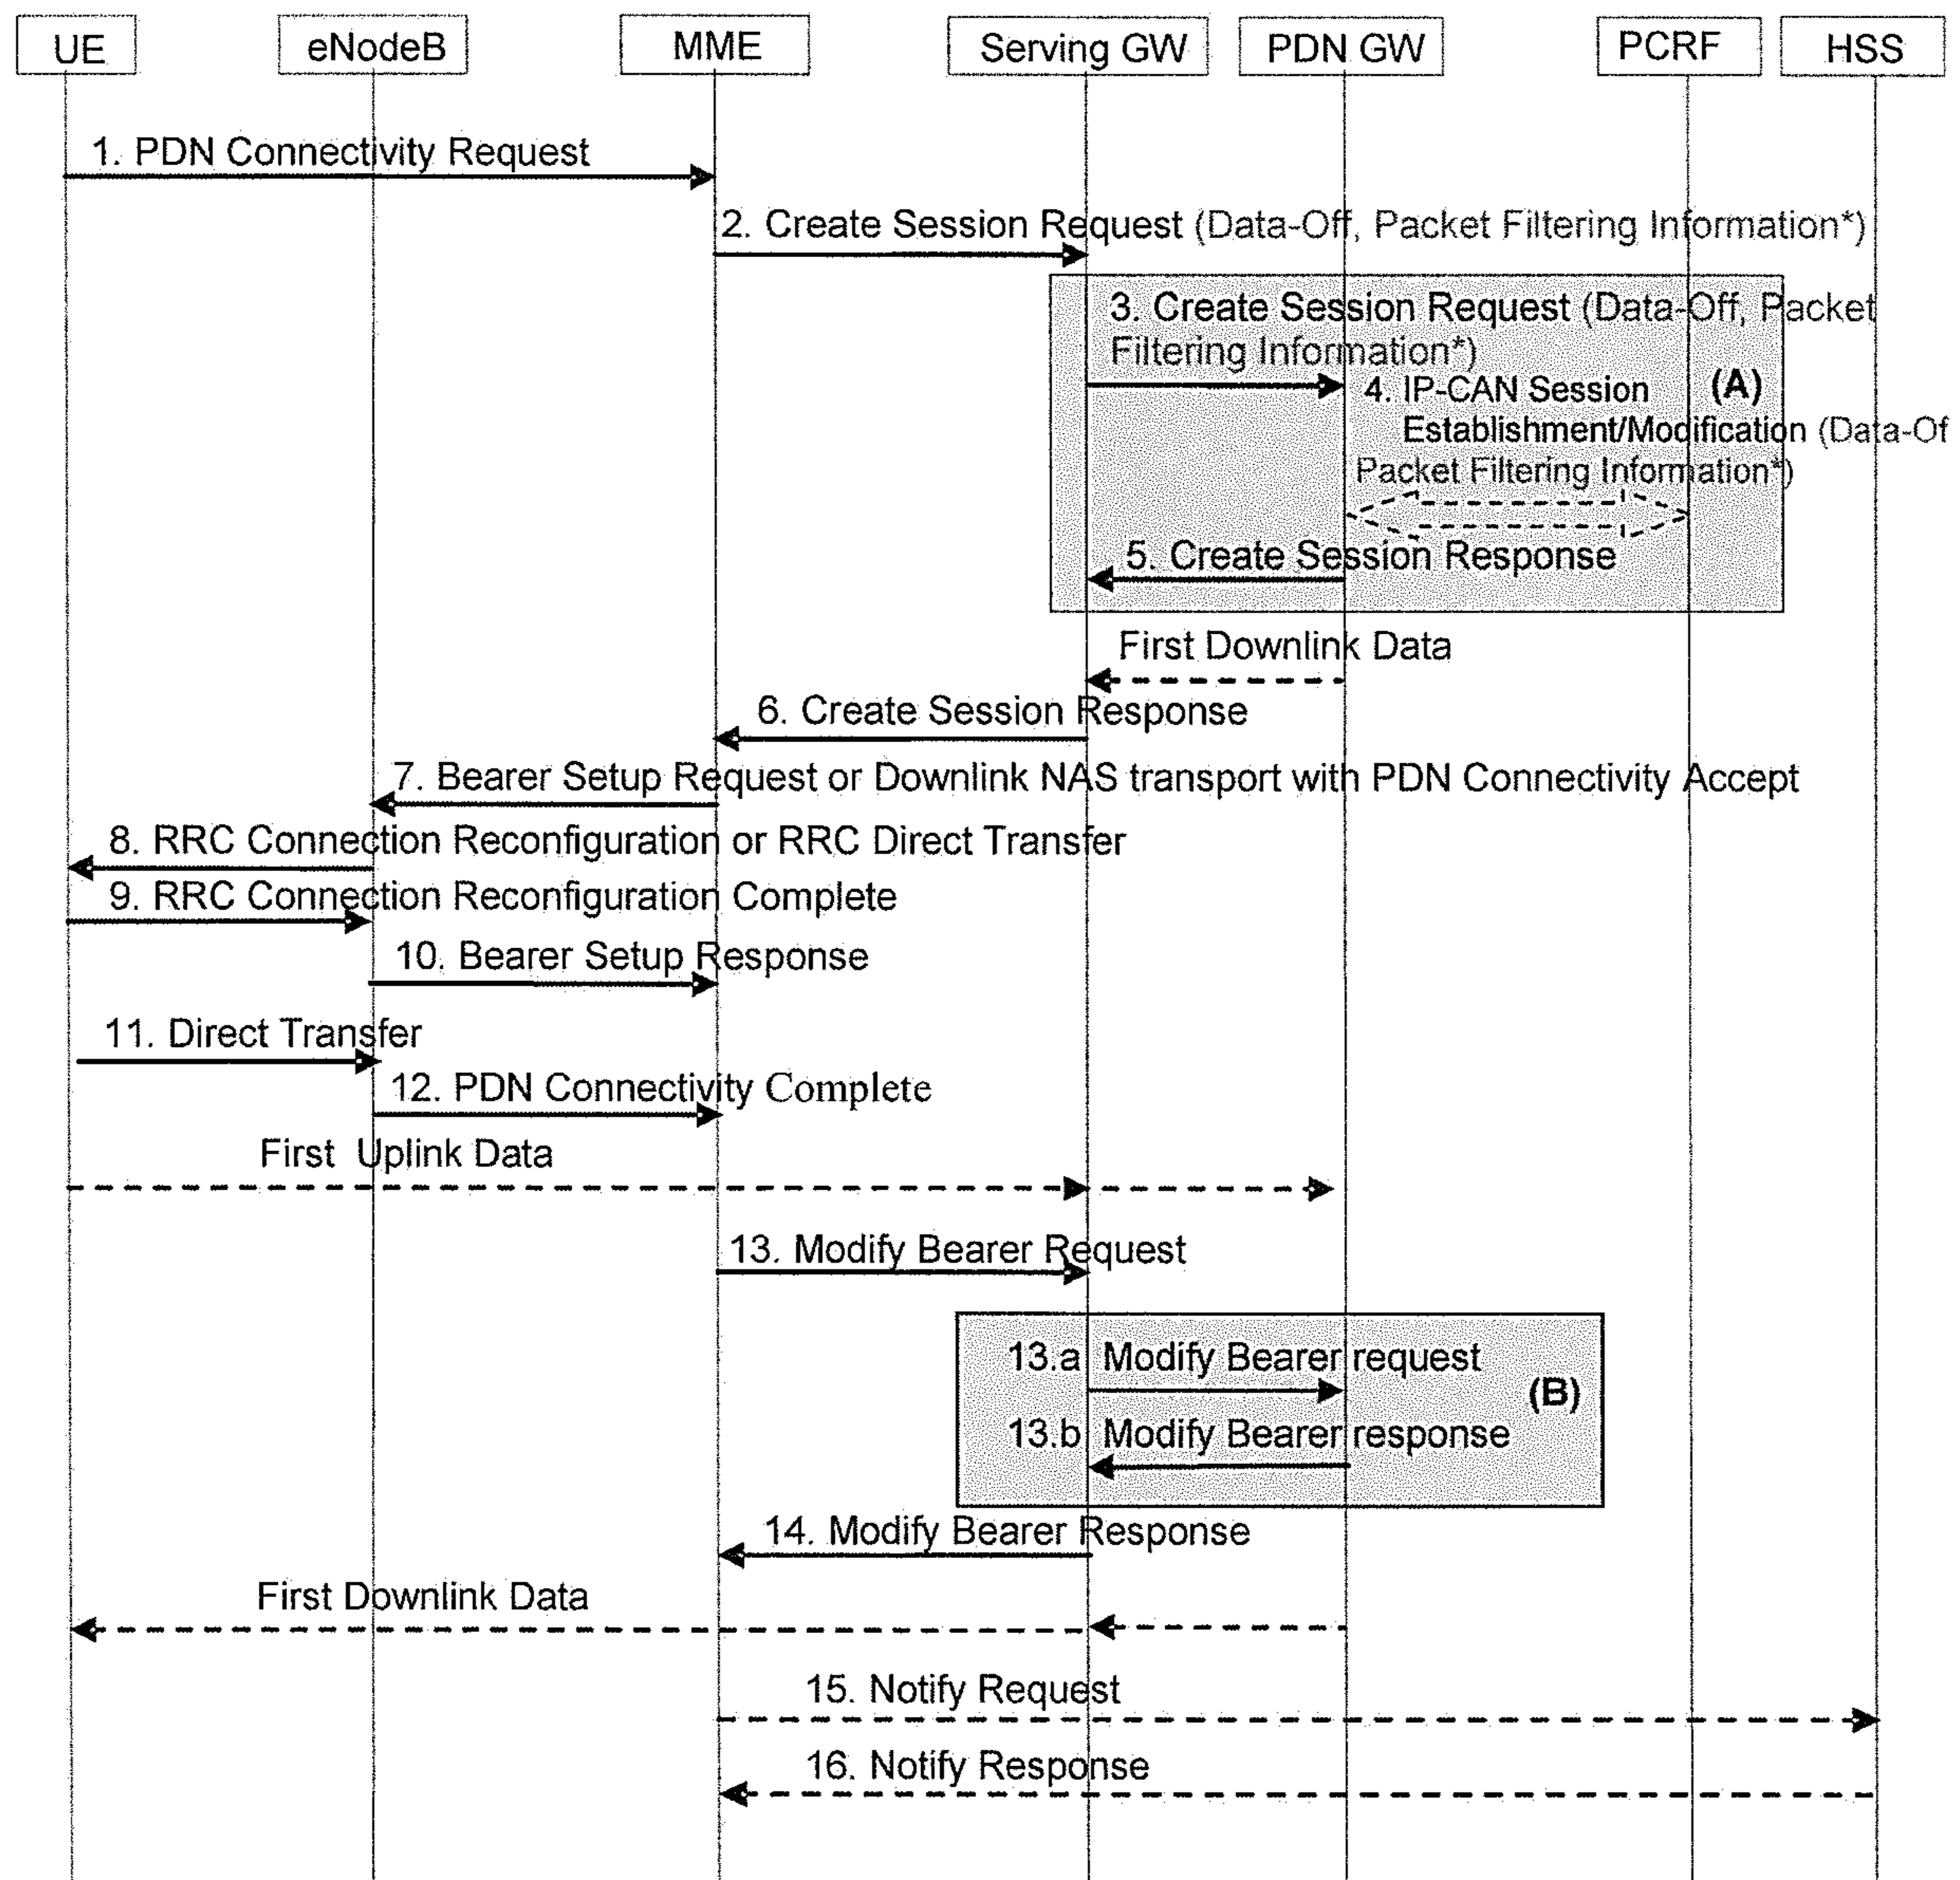 UE eNodeB MME Serving GW PDN GW PCRF HSS
1. PDN Connectivity Request
2. Create Session Request (Data-Off, Packet Filtering Information*)
3. Create Session Request (Data-Off, Packet
Filtering Information*)
4. IP-CAN Session
(A)
Establishment/Modification (Data-Of
Packet Filtering Information*)
5. Create Session Response
First Downlink Data
6. Create Session Response
7. Bearer Setup Request or Downlink NAS transport with PDN Connectivity Accept
8. RRC Connection Reconfiguration or RRC Direct Transfer
9. RRC Connection Reconfiguration Complete
10. Bearer Setup Response
11. Direct Transfer
12. PDN Connectivity Complete
First Uplink Data
13. Modify Bearer Request
13.a Modify Bearer request
(B)
13.b Modify Bearer response
14. Modify Bearer Response
First Downlink Data
15. Notify Request
16. Notify Response